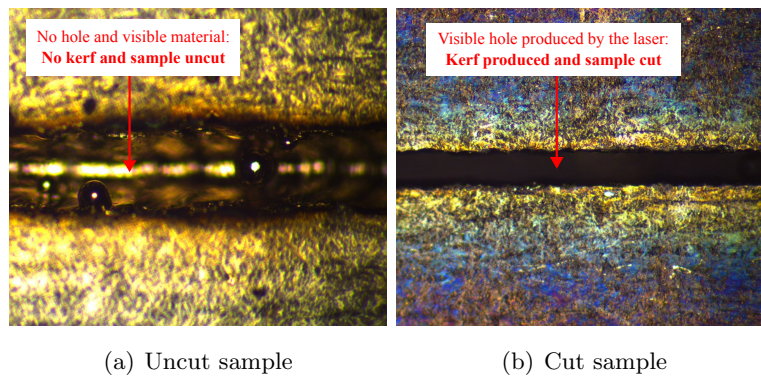 No hole and visible material:
No kerf and sample uncut
Visible hole produced by the laser:
Kerf produced and sample cut
(a) Uncut sample
(b) Cut sample